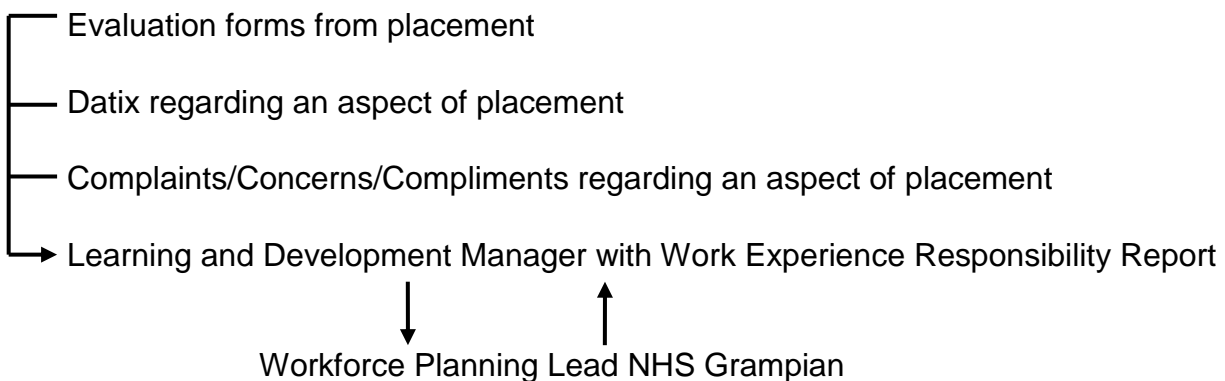 Evaluation forms from placement
Datix regarding an aspect of placement
Complaints/Concerns/Compliments regarding an aspect of placement
Learning and Development Manager with Work Experience Responsibility Report
Workforce Planning Lead NHS Grampian